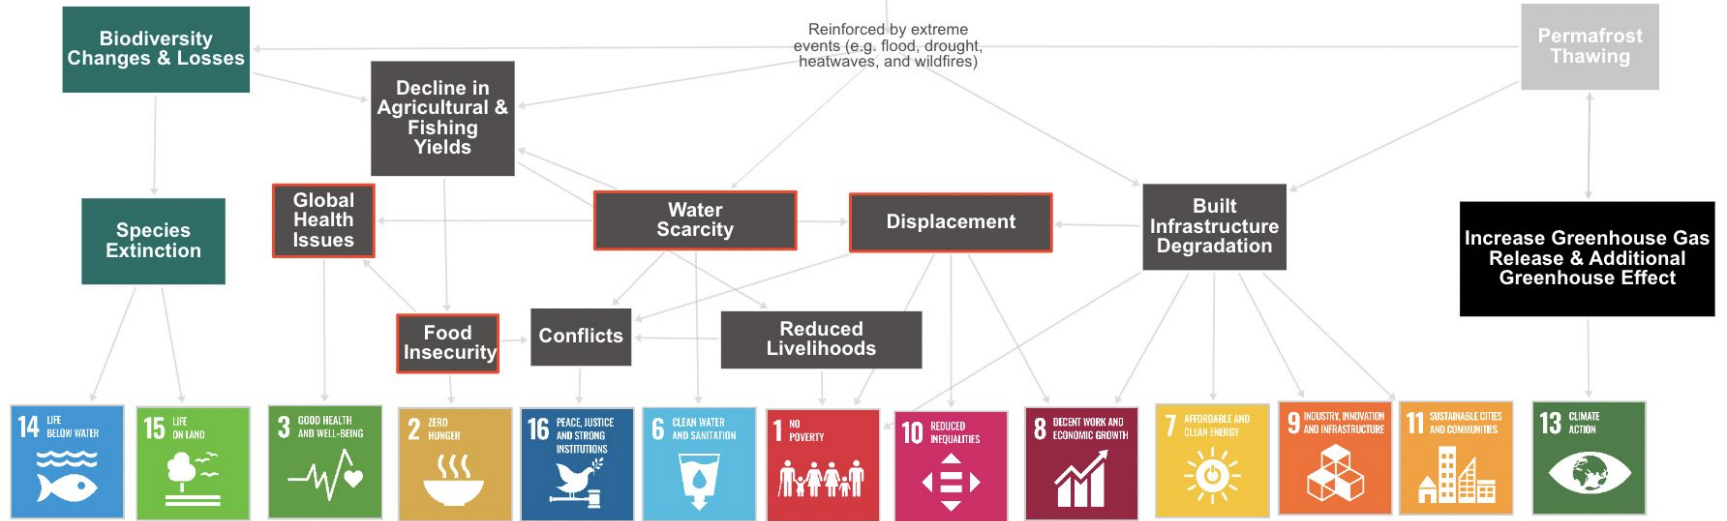 Biodiversity
Changes & Losses
Reinforced by extreme
events (e.g. flood, drought,
heatwaves, and wildfires)
Permafrost
Thawing
Decline in
Agricultural &
Fishing
Yields
Global
Health
Issues
Water
Scarcity
Displacement
Built
Infrastructure
Degradation
Species
Extinction
Increase Greenhouse Gas
Release & Additional
Greenhouse Effect
Food
Insecurity
Conflicts
Reduced
Livelihoods
14 LIFE
BELOW WATER
15 LIFE
ON LAND
3 GOOD HEALTH
AND WELL-BEING
2 ZERO
HUNGER
16 PEACE, JUSTICE
AND STRONG
INSTITUTIONS
6 CLEAN WATER
AND SANITATION
1 NO
POVERTY
10 REDUCED
INEQUALITIES
8 DECENT WORK AND
ECONOMIC GROWTH
7 AFFORDABLE AND
CLEAN ENERGY
9 INDUSTRY, INNOVATION
AND INFRASTRUCTURE
11 SUSTAINABLE CITIES
AND COMMUNITIES
13 CLIMATE
ACTION